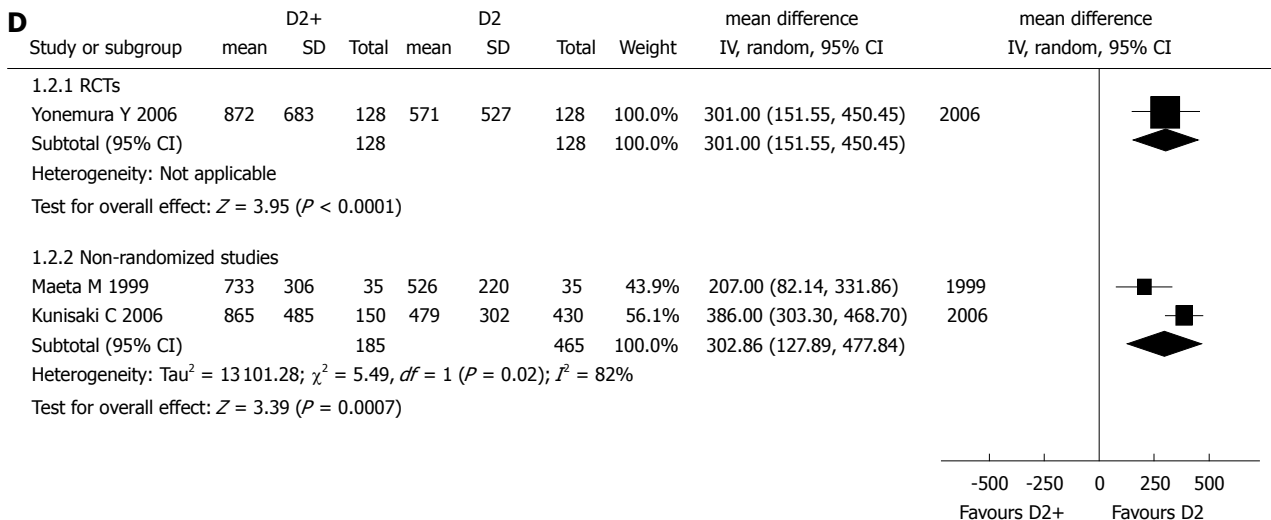 D
D2+ D2 mean difference mean difference
Study or subgroup mean SD Total mean SD Total Weight IV, random, 95% CI IV, random, 95% CI
1.2.1 RCTs
Yonemura Y 2006 872 683 128 571 527 128 100.0% 301.00 (151.55, 450.45) 2006
Subtotal (95% CI) 128 128 100.0% 301.00 (151.55, 450.45)
Heterogeneity: Not applicable
Test for overall effect: Z = 3.95 (P < 0.0001)
1.2.2 Non-randomized studies
Maeta M 1999 733 306 35 526 220 35 43.9% 207.00 (82.14, 331.86) 1999
Kunisaki C 2006 865 485 150 479 302 430 56.1% 386.00 (303.30, 468.70) 2006
Subtotal (95% CI) 185 465 100.0% 302.86 (127.89, 477.84)
Heterogeneity: Tau² = 13101.28; χ² = 5.49, df = 1 (P = 0.02); I² = 82%
Test for overall effect: Z = 3.39 (P = 0.0007)
-500 -250 0 250 500
Favours D2+ Favours D2